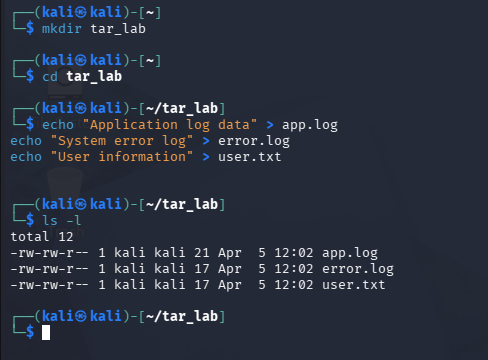 ┌──(kali㉿kali)-[~]
└─$ mkdir tar_lab
┌──(kali㉿kali)-[~]
└─$ cd tar_lab
┌──(kali㉿kali)-[~/tar_lab]
└─$ echo "Application log data" > app.log
echo "System error log" > error.log
echo "User information" > user.txt
┌──(kali㉿kali)-[~/tar_lab]
└─$ ls -l
total 12
-rw-rw-r-- 1 kali kali 21 Apr  5 12:02 app.log
-rw-rw-r-- 1 kali kali 17 Apr  5 12:02 error.log
-rw-rw-r-- 1 kali kali 17 Apr  5 12:02 user.txt
┌──(kali㉿kali)-[~/tar_lab]
└─$